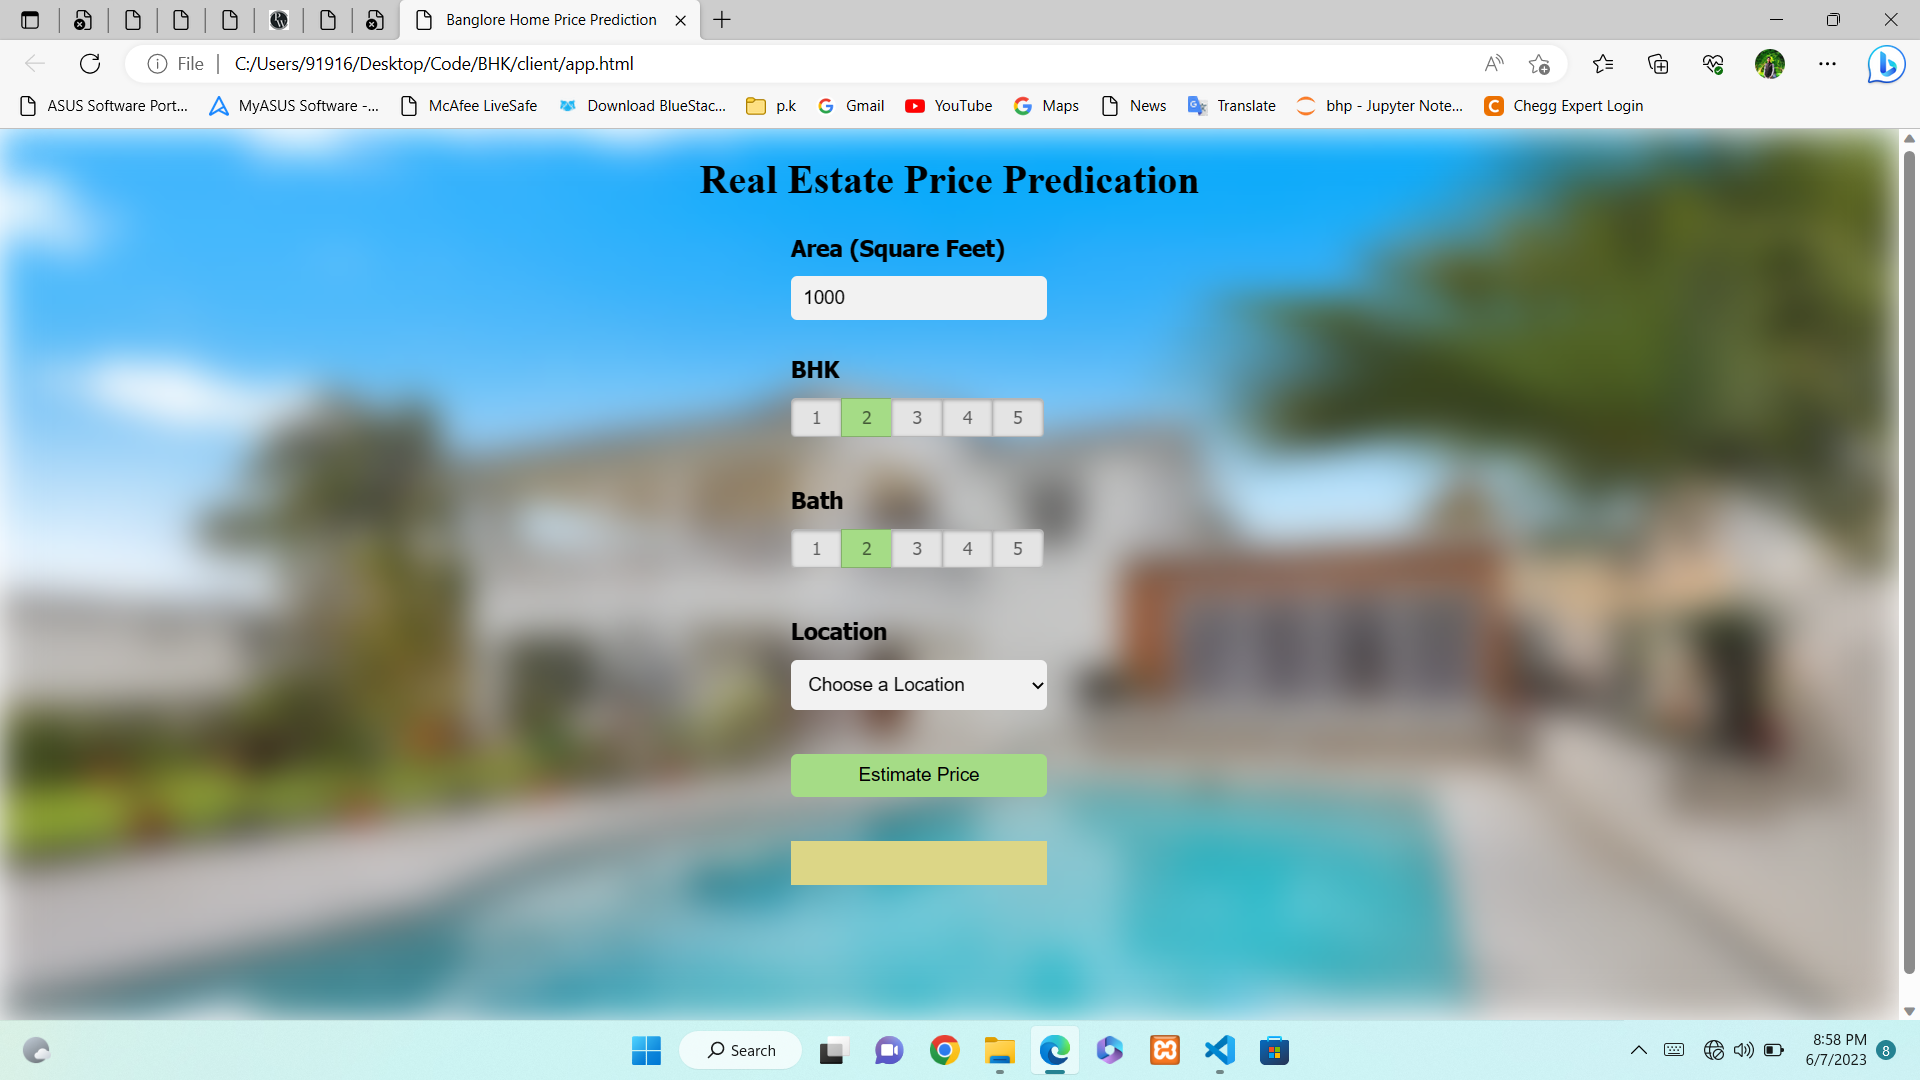 Banglore Home Price Prediction
File
C:/Users/91916/Desktop/Code/BHK/client/app.html
ASUS Software Port...
MyASUS Software -...
McAfee LiveSafe
Download BlueStac...
p.k
Gmail
YouTube
Maps
News
Translate
bhp - Jupyter Note...
Chegg Expert Login
Real Estate Price Predication
Area (Square Feet)
1000
BHK
1 2 3 4 5
Bath
1 2 3 4 5
Location
Choose a Location
Estimate Price
Search
8:58 PM
6/7/2023
8